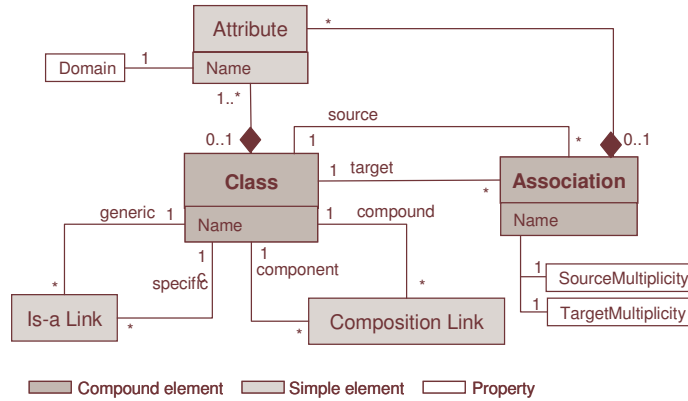 Attribute
*
Domain
1
Name
1..*
source
0..1
1
*
0..1
Class
1
target
*
Association
generic
1
Name
1
compound
Name
1
c
1
component
specific
1
SourceMultiplicity
*
*
1
TargetMultiplicity
Is-a Link
*
*
Composition Link
Compound element
Simple element
Property